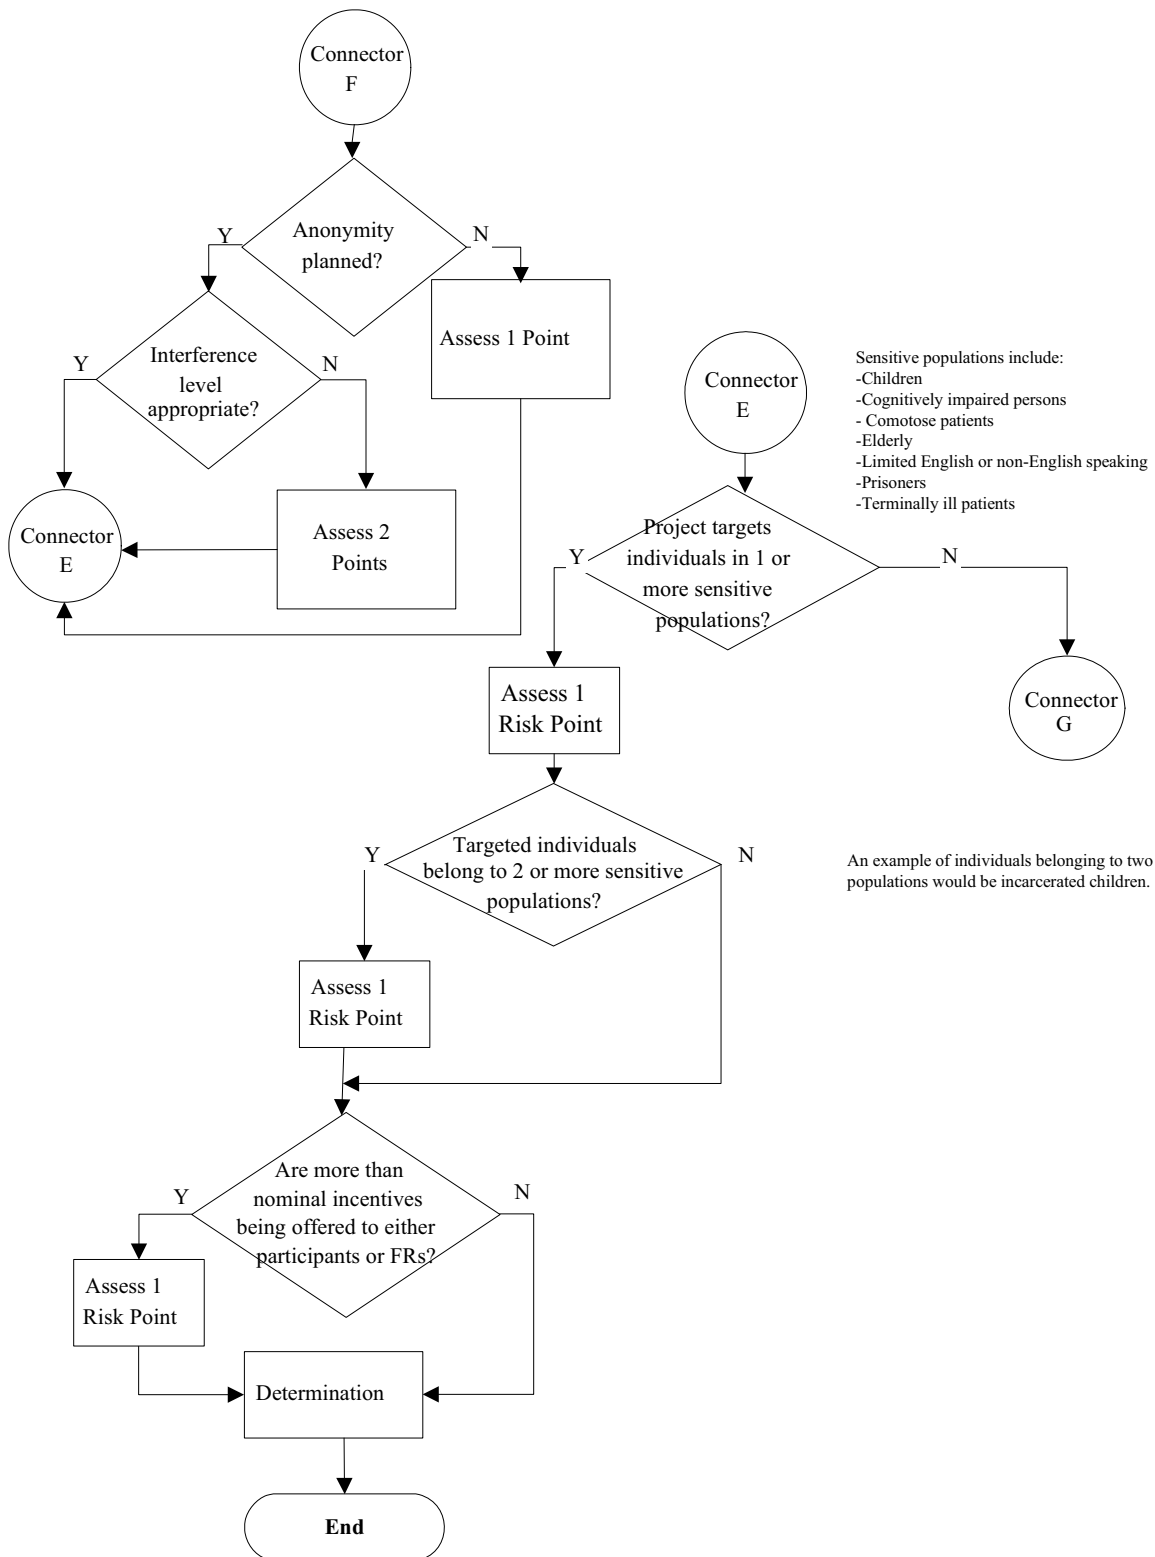 Connector
F
Y
Anonymity
planned?
N
Assess 1 Point
Y
Interference
level
appropriate?
N
Connector
E
Assess 2
Points
Connector
E
Sensitive populations include:
-Children
-Cognitively impaired persons
- Comotose patients
-Elderly
-Limited English or non-English speaking
-Prisoners
-Terminally ill patients
Y
Project targets
individuals in 1 or
more sensitive
populations?
N
Connector
G
Assess 1
Risk Point
Y
Targeted individuals
belong to 2 or more sensitive
populations?
N
An example of individuals belonging to two
populations would be incarcerated children.
Assess 1
Risk Point
Y
Are more than
nominal incentives
being offered to either
participants or FRs?
N
Assess 1
Risk Point
Determination
End